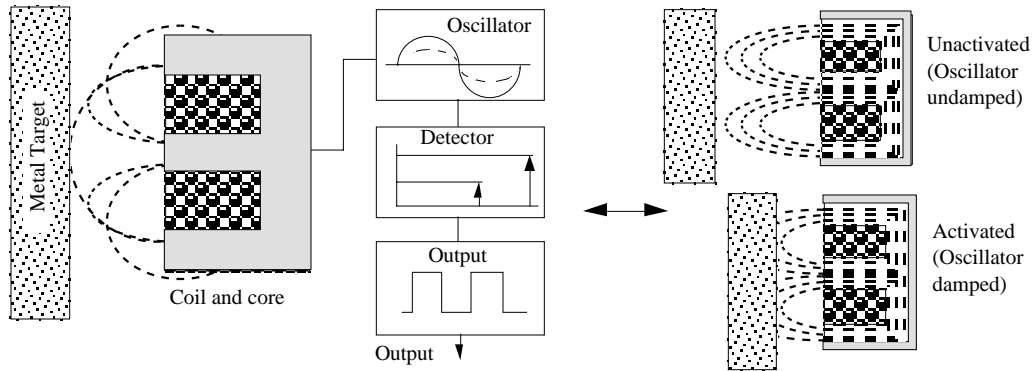 Metal Target
Coil and core
Oscillator
Detector
Output
Output
Unactivated
(Oscillator
undamped)
Activated
(Oscillator
damped)